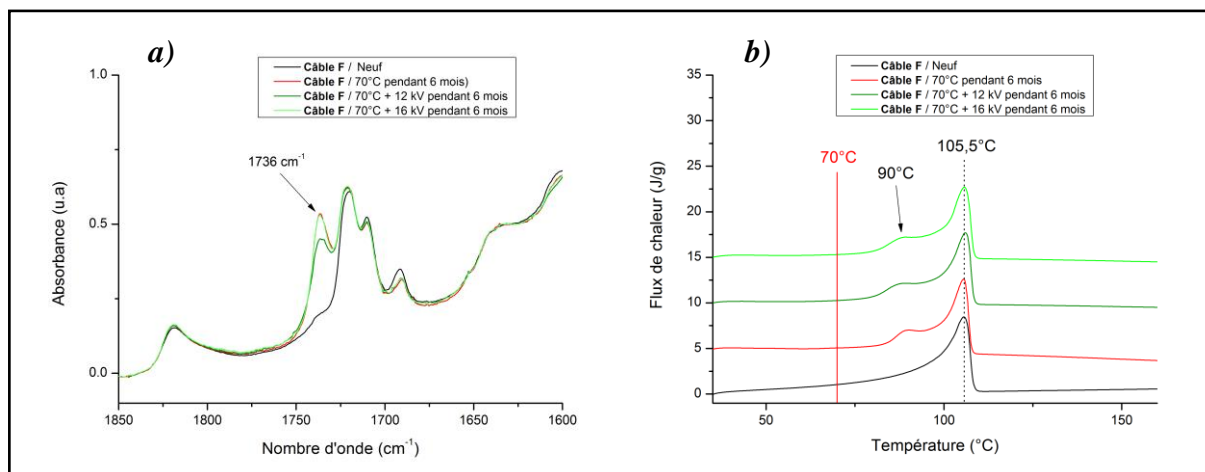 a)
Câble F / Neuf
Câble F / 70°C pendant 6 mois)
Câble F / 70°C + 12 kV pendant 6 mois
Câble F / 70°C + 16 kV pendant 6 mois
1736 cm⁻¹
1.0
0.5
0.0
Absorbance (u.a)
1850
1800
1750
1700
1650
1600
Nombre d'onde (cm⁻¹)
b)
Câble F / Neuf
Câble F / 70°C pendant 6 mois
Câble F / 70°C + 12 kV pendant 6 mois
Câble F / 70°C + 16 kV pendant 6 mois
70°C
90°C
105,5°C
35
30
25
20
15
10
5
0
Flux de chaleur (J/g)
50
100
150
Température (°C)